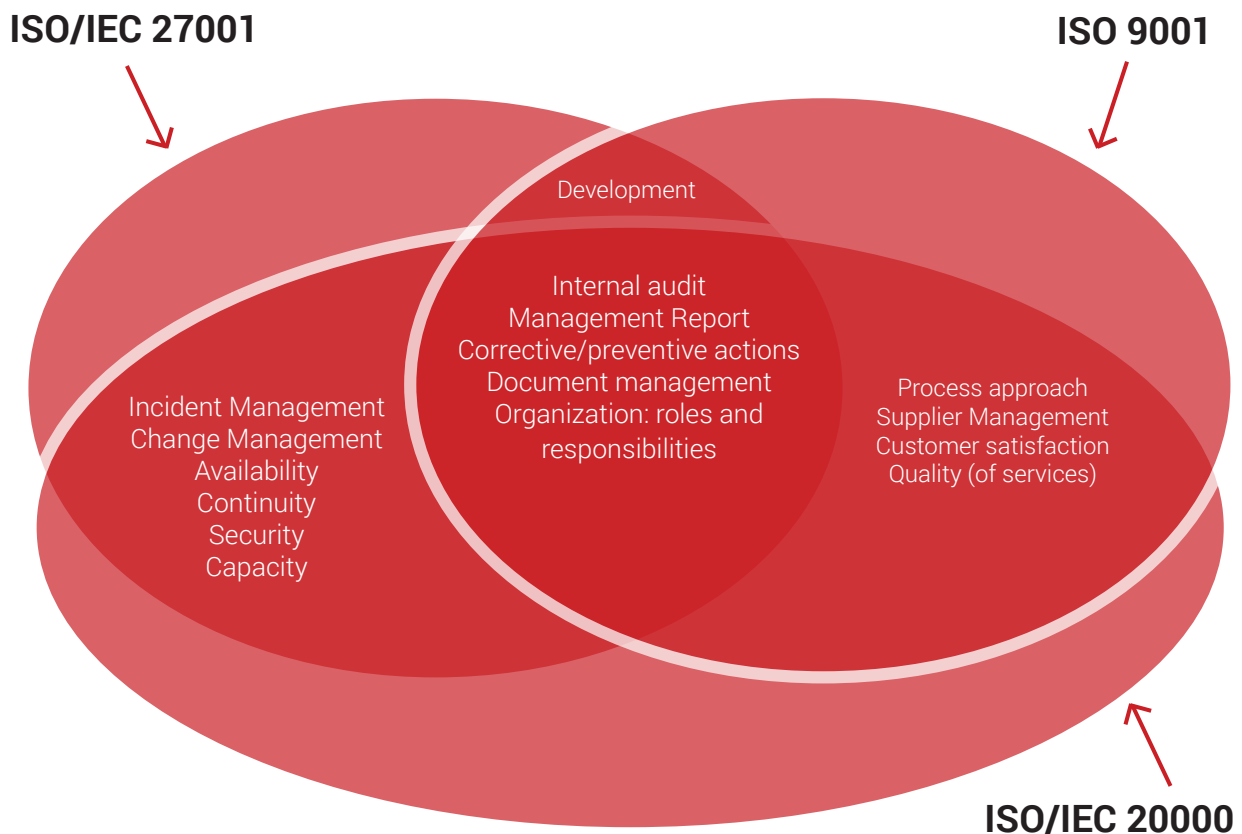 ISO/IEC 27001
ISO 9001
Development
Internal audit
Management Report
Corrective/preventive actions
Document management
Organization: roles and
responsibilities
Incident Management
Change Management
Availability
Continuity
Security
Capacity
Process approach
Supplier Management
Customer satisfaction
Quality (of services)
ISO/IEC 20000